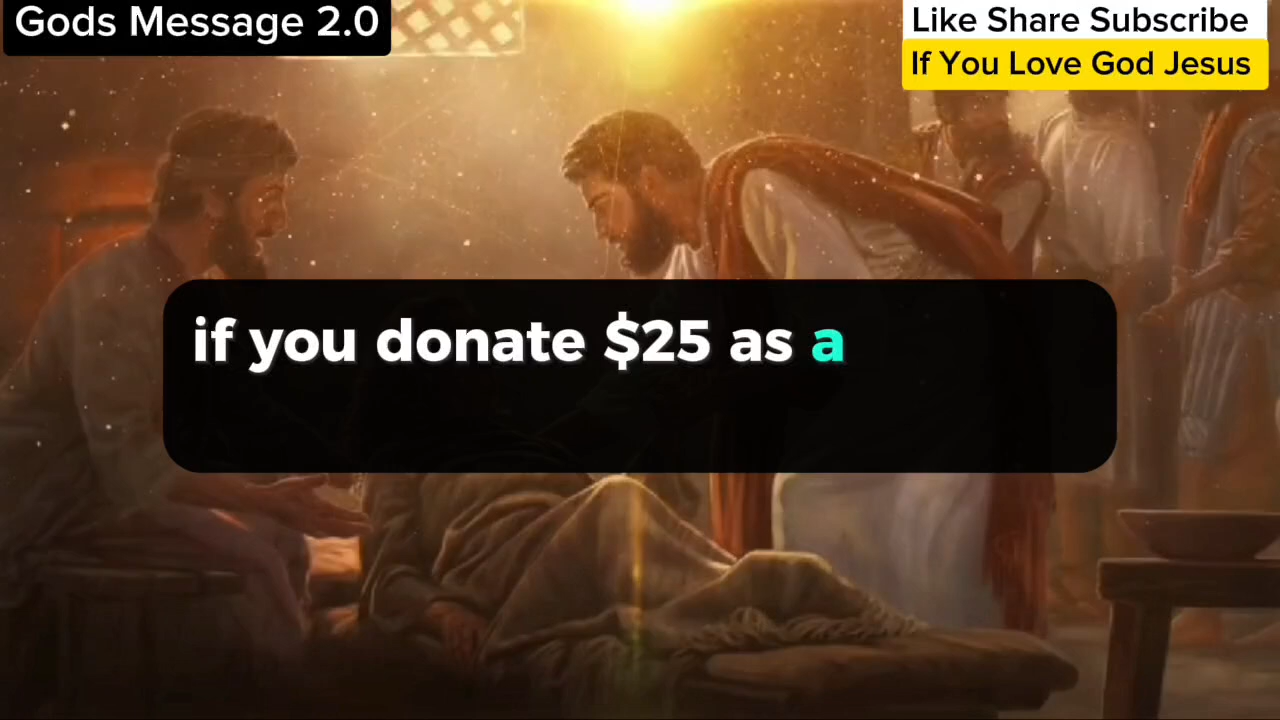 Gods Message 2.0
Like Share Subscribe
If You Love God Jesus
if you donate $25 as a